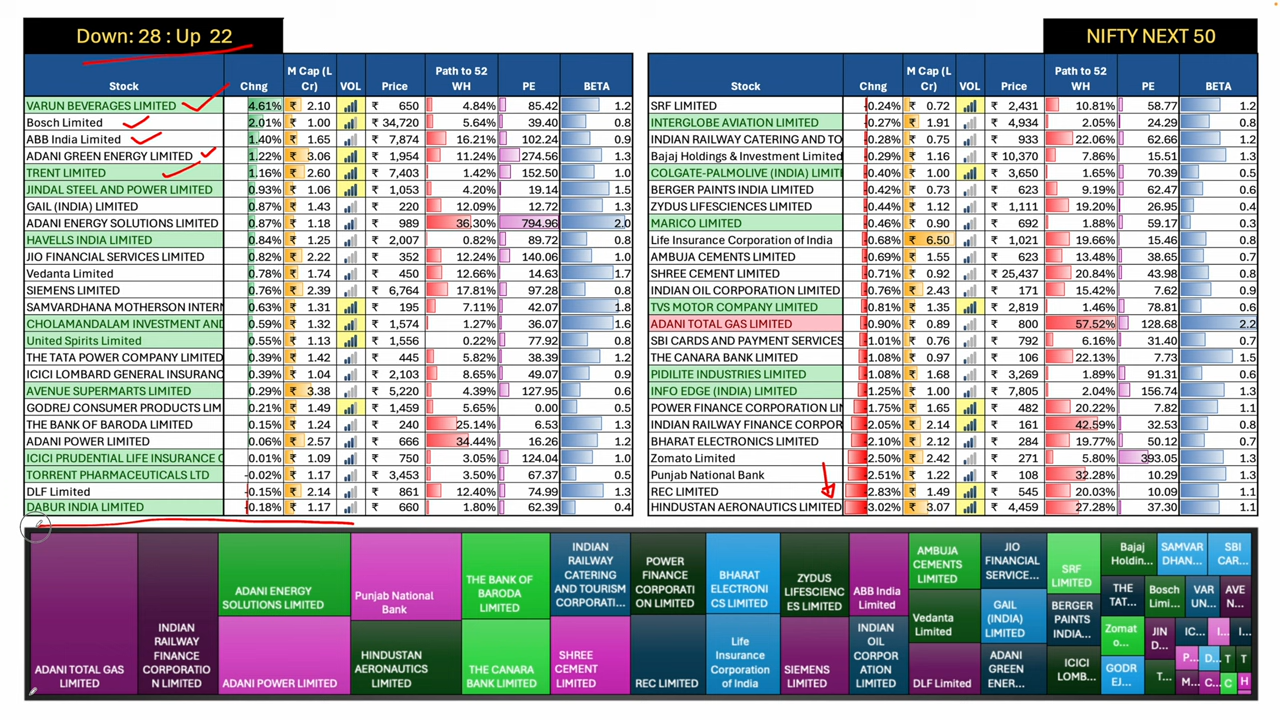 Down: 28 : Up 22
NIFTY NEXT 50
Stock Chng M Cap (L Cr) VOL Price Path to 52 WH PE BETA
VARUN BEVERAGES LIMITED 4.61% ₹ 2.10 ₹ 650 4.84% 85.42 1.2
Bosch Limited 2.01% ₹ 1.00 ₹ 34,720 5.64% 39.40 0.8
ABB India Limited 1.40% ₹ 1.65 ₹ 7,874 16.21% 102.24 0.9
ADANI GREEN ENERGY LIMITED 1.22% ₹ 3.06 ₹ 1,954 11.24% 274.56 1.3
TRENT LIMITED 1.16% ₹ 2.60 ₹ 7,403 1.42% 152.50 1.0
JINDAL STEEL AND POWER LIMITED 0.93% ₹ 1.06 ₹ 1,053 4.20% 19.14 1.5
GAIL (INDIA) LIMITED 0.87% ₹ 1.43 ₹ 220 12.09% 12.72 1.3
ADANI ENERGY SOLUTIONS LIMITED 0.87% ₹ 1.18 ₹ 989 36.30% 794.96 2.0
HAVELLS INDIA LIMITED 0.84% ₹ 1.25 ₹ 2,007 0.82% 89.72 0.8
JIO FINANCIAL SERVICES LIMITED 0.82% ₹ 2.22 ₹ 352 12.24% 140.06 1.0
Vedanta Limited 0.78% ₹ 1.74 ₹ 450 12.66% 14.63 1.7
SIEMENS LIMITED 0.76% ₹ 2.39 ₹ 6,764 17.81% 97.28 0.8
SAMVARDHANA MOTHERSON INTERN 0.63% ₹ 1.31 ₹ 195 7.11% 42.07 1.8
CHOLAMANDALAM INVESTMENT AND 0.59% ₹ 1.32 ₹ 1,574 1.27% 36.07 1.6
United Spirits Limited 0.55% ₹ 1.13 ₹ 1,556 0.22% 77.92 0.8
THE TATA POWER COMPANY LIMITED 0.39% ₹ 1.42 ₹ 445 5.82% 38.39 1.2
ICICI LOMBARD GENERAL INSURANC 0.39% ₹ 1.04 ₹ 2,103 8.65% 49.07 0.9
AVENUE SUPERMARTS LIMITED 0.29% ₹ 3.38 ₹ 5,220 4.39% 127.95 0.6
GODREJ CONSUMER PRODUCTS LIM 0.21% ₹ 1.49 ₹ 1,459 5.65% 0.00 0.5
THE BANK OF BARODA LIMITED 0.15% ₹ 1.24 ₹ 240 25.14% 6.53 1.3
ADANI POWER LIMITED 0.06% ₹ 2.57 ₹ 666 34.44% 16.26 1.2
ICICI PRUDENTIAL LIFE INSURANCE C 0.01% ₹ 1.09 ₹ 750 3.05% 124.04 1.0
TORRENT PHARMACEUTICALS LTD -0.02% ₹ 1.17 ₹ 3,453 3.50% 67.37 0.5
DLF Limited -0.15% ₹ 2.14 ₹ 861 12.40% 74.99 1.3
DABUR INDIA LIMITED -0.18% ₹ 1.17 ₹ 660 1.80% 62.39 0.4
Stock Chng M Cap (L Cr) VOL Price Path to 52 WH PE BETA
SRF LIMITED -0.24% ₹ 0.72 ₹ 2,431 10.81% 58.77 1.2
INTERGLOBE AVIATION LIMITED -0.27% ₹ 1.91 ₹ 4,934 2.05% 24.29 0.8
INDIAN RAILWAY CATERING AND TO -0.28% ₹ 0.75 ₹ 933 22.06% 62.66 1.2
Bajaj Holdings & Investment Limited -0.29% ₹ 1.16 ₹ 10,370 7.86% 15.51 1.3
COLGATE-PALMOLIVE (INDIA) LIMIT -0.40% ₹ 1.00 ₹ 3,650 1.65% 70.39 0.5
BERGER PAINTS INDIA LIMITED -0.42% ₹ 0.73 ₹ 623 9.19% 62.47 0.6
ZYDUS LIFESCIENCES LIMITED -0.44% ₹ 1.12 ₹ 1,111 19.20% 26.95 0.4
MARICO LIMITED -0.46% ₹ 0.90 ₹ 692 1.88% 59.17 0.3
Life Insurance Corporation of India -0.68% ₹ 6.50 ₹ 1,021 19.66% 15.46 0.8
AMBUJA CEMENTS LIMITED -0.69% ₹ 1.55 ₹ 623 13.48% 38.65 0.7
SHREE CEMENT LIMITED -0.71% ₹ 0.92 ₹ 25,437 20.84% 43.98 0.8
INDIAN OIL CORPORATION LIMITED -0.76% ₹ 2.43 ₹ 171 15.42% 7.62 0.9
TVS MOTOR COMPANY LIMITED -0.81% ₹ 1.35 ₹ 2,819 1.46% 78.81 0.6
ADANI TOTAL GAS LIMITED -0.90% ₹ 0.89 ₹ 800 57.52% 128.68 2.2
SBI CARDS AND PAYMENT SERVICES -1.01% ₹ 0.76 ₹ 792 6.16% 31.40 0.7
THE CANARA BANK LIMITED -1.08% ₹ 0.97 ₹ 106 22.13% 7.73 1.5
PIDILITE INDUSTRIES LIMITED -1.08% ₹ 1.68 ₹ 3,269 1.89% 91.31 0.6
INFO EDGE (INDIA) LIMITED -1.25% ₹ 1.00 ₹ 7,805 2.04% 156.74 1.3
POWER FINANCE CORPORATION LIM -1.75% ₹ 1.65 ₹ 482 20.22% 7.82 1.1
INDIAN RAILWAY FINANCE CORPOR -2.05% ₹ 2.14 ₹ 161 42.59% 32.53 0.8
BHARAT ELECTRONICS LIMITED -2.10% ₹ 2.12 ₹ 284 19.77% 50.12 0.7
Zomato Limited -2.50% ₹ 2.42 ₹ 271 5.80% 393.05 1.1
Punjab National Bank -2.51% ₹ 1.22 ₹ 108 32.28% 10.29 1.3
REC LIMITED -2.83% ₹ 1.49 ₹ 545 20.03% 10.09 1.1
HINDUSTAN AERONAUTICS LIMITED -3.02% ₹ 3.07 ₹ 4,459 27.28% 37.30 1.1
ADANI TOTAL GAS
LIMITED
INDIAN
RAILWAY
FINANCE
CORPORATIO
N LIMITED
ADANI ENERGY
SOLUTIONS LIMITED
ADANI POWER LIMITED
Punjab National
Bank
HINDUSTAN
AERONAUTICS
LIMITED
THE BANK OF
BARODA
LIMITED
THE CANARA
BANK LIMITED
INDIAN
RAILWAY
CATERING
AND TOURISM
CORPORATI...
SHREE
CEMENT
LIMITED
POWER
FINANCE
CORPORATI
ON LIMITED
REC LIMITED
BHARAT
ELECTRONI
CS LIMITED
Life
Insurance
Corporation
of India
ZYDUS
LIFESCIENC
ES LIMITED
SIEMENS
LIMITED
ABB India
Limited
INDIAN
OIL
CORPOR
ATION
LIMITED
AMBUJA
CEMENTS
LIMITED
Vedanta
Limited
DLF Limited
JIO
FINANCIAL
SERVICE...
GAIL
(INDIA)
LIMITED
ADANI
GREEN
ENER...
SRF
LIMITED
BERGER
PAINTS
INDIA...
ICICI
LOMB...
Bajaj
Holdin...
THE
TAT...
Zomat
o...
GODR
EJ...
SAMVAR
DHAN...
Bosch
Limi...
JIN
D...
T...
SBI
CAR...
VAR
UN...
AVE
N...
IC...
I...
I...
P...
D...
T
T
M...
C...
C
H